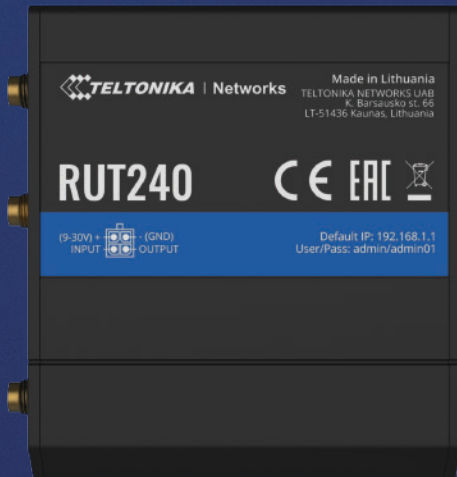 TELTONIKA | Networks
Made in Lithuania
TELTONIKA NETWORKS UAB
K. Barsausko st. 66
LT-51436 Kaunas, Lithuania
RUT240
CE EAC
(9-30V) + - (GND)
INPUT - OUTPUT
Default IP: 192.168.1.1
User/Pass: admin/admin01